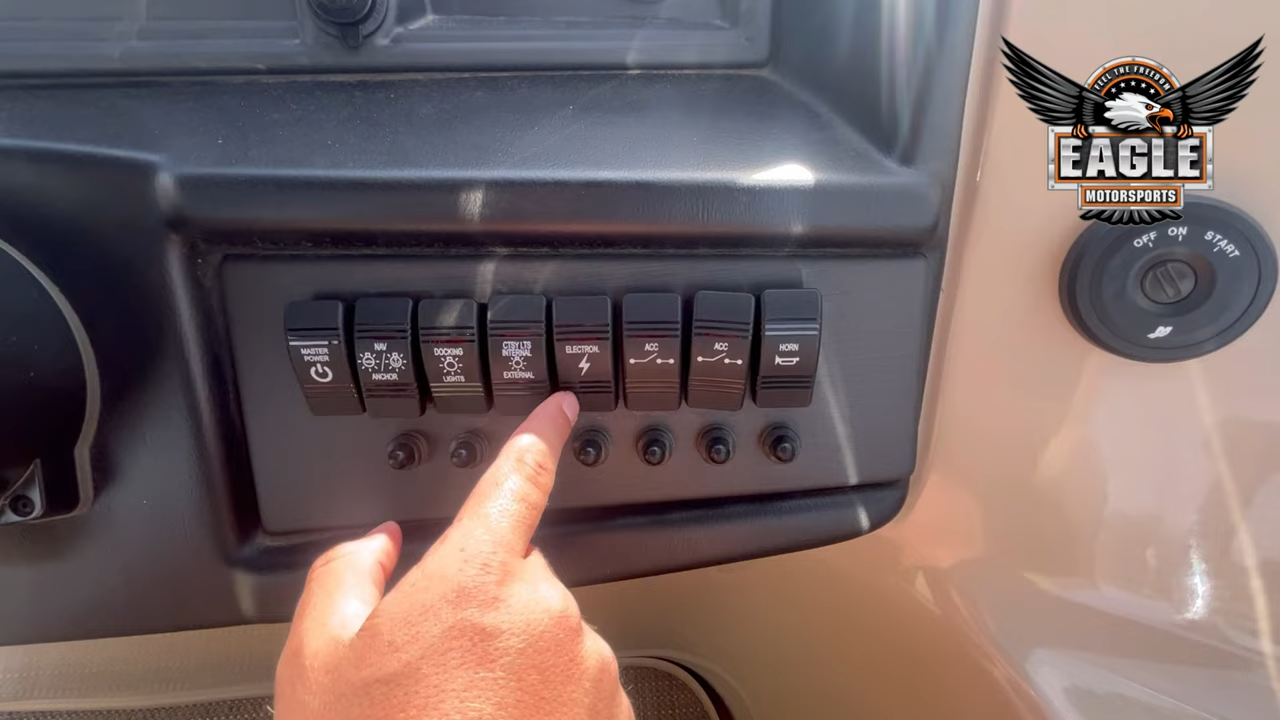 FEEL THE FREEDOM
EAGLE
MOTORSPORTS
OFF ON START
MASTER
POWER
NAV
ANCHOR
DOCKING
LIGHTS
CTSY LTS
INTERNAL
EXTERNAL
ELECTRON.
ACC
ACC
HORN